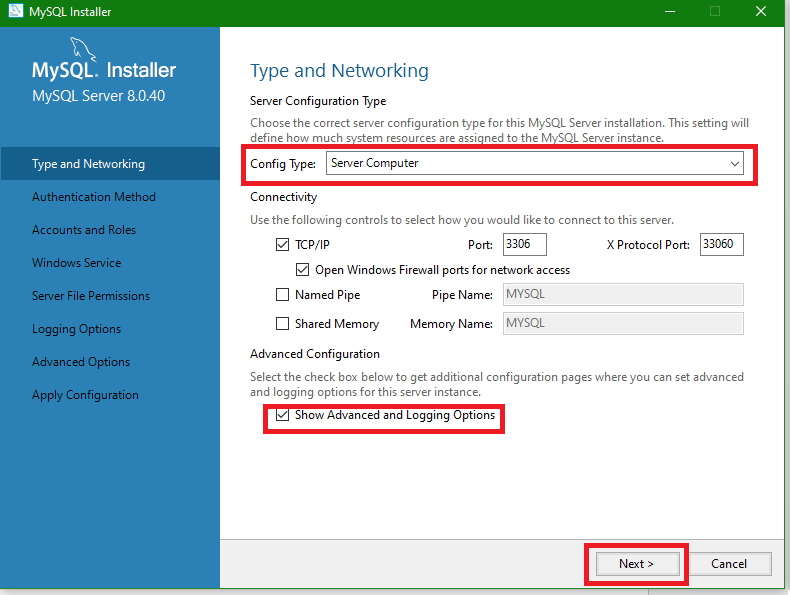 MySQL Installer
MySQL. Installer
MySQL Server 8.0.40
Type and Networking
Authentication Method
Accounts and Roles
Windows Service
Server File Permissions
Logging Options
Advanced Options
Apply Configuration
Type and Networking
Server Configuration Type
Choose the correct server configuration type for this MySQL Server installation. This setting will
define how much system resources are assigned to the MySQL Server instance.
Config Type: Server Computer
Connectivity
Use the following controls to select how you would like to connect to this server.
TCP/IP Port: 3306 X Protocol Port: 33060
Open Windows Firewall ports for network access
Named Pipe Pipe Name: MYSQL
Shared Memory Memory Name: MYSQL
Advanced Configuration
Select the check box below to get additional configuration pages where you can set advanced
and logging options for this server instance.
Show Advanced and Logging Options
Next > Cancel